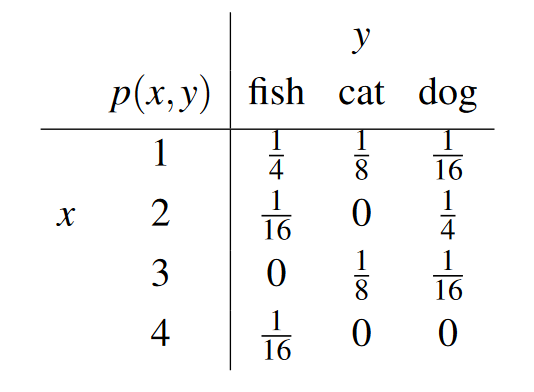 y
p(x,y) fish cat dog
1 1/4 1/8 1/16
x 2 1/16 0 1/4
3 0 1/8 1/16
4 1/16 0 0